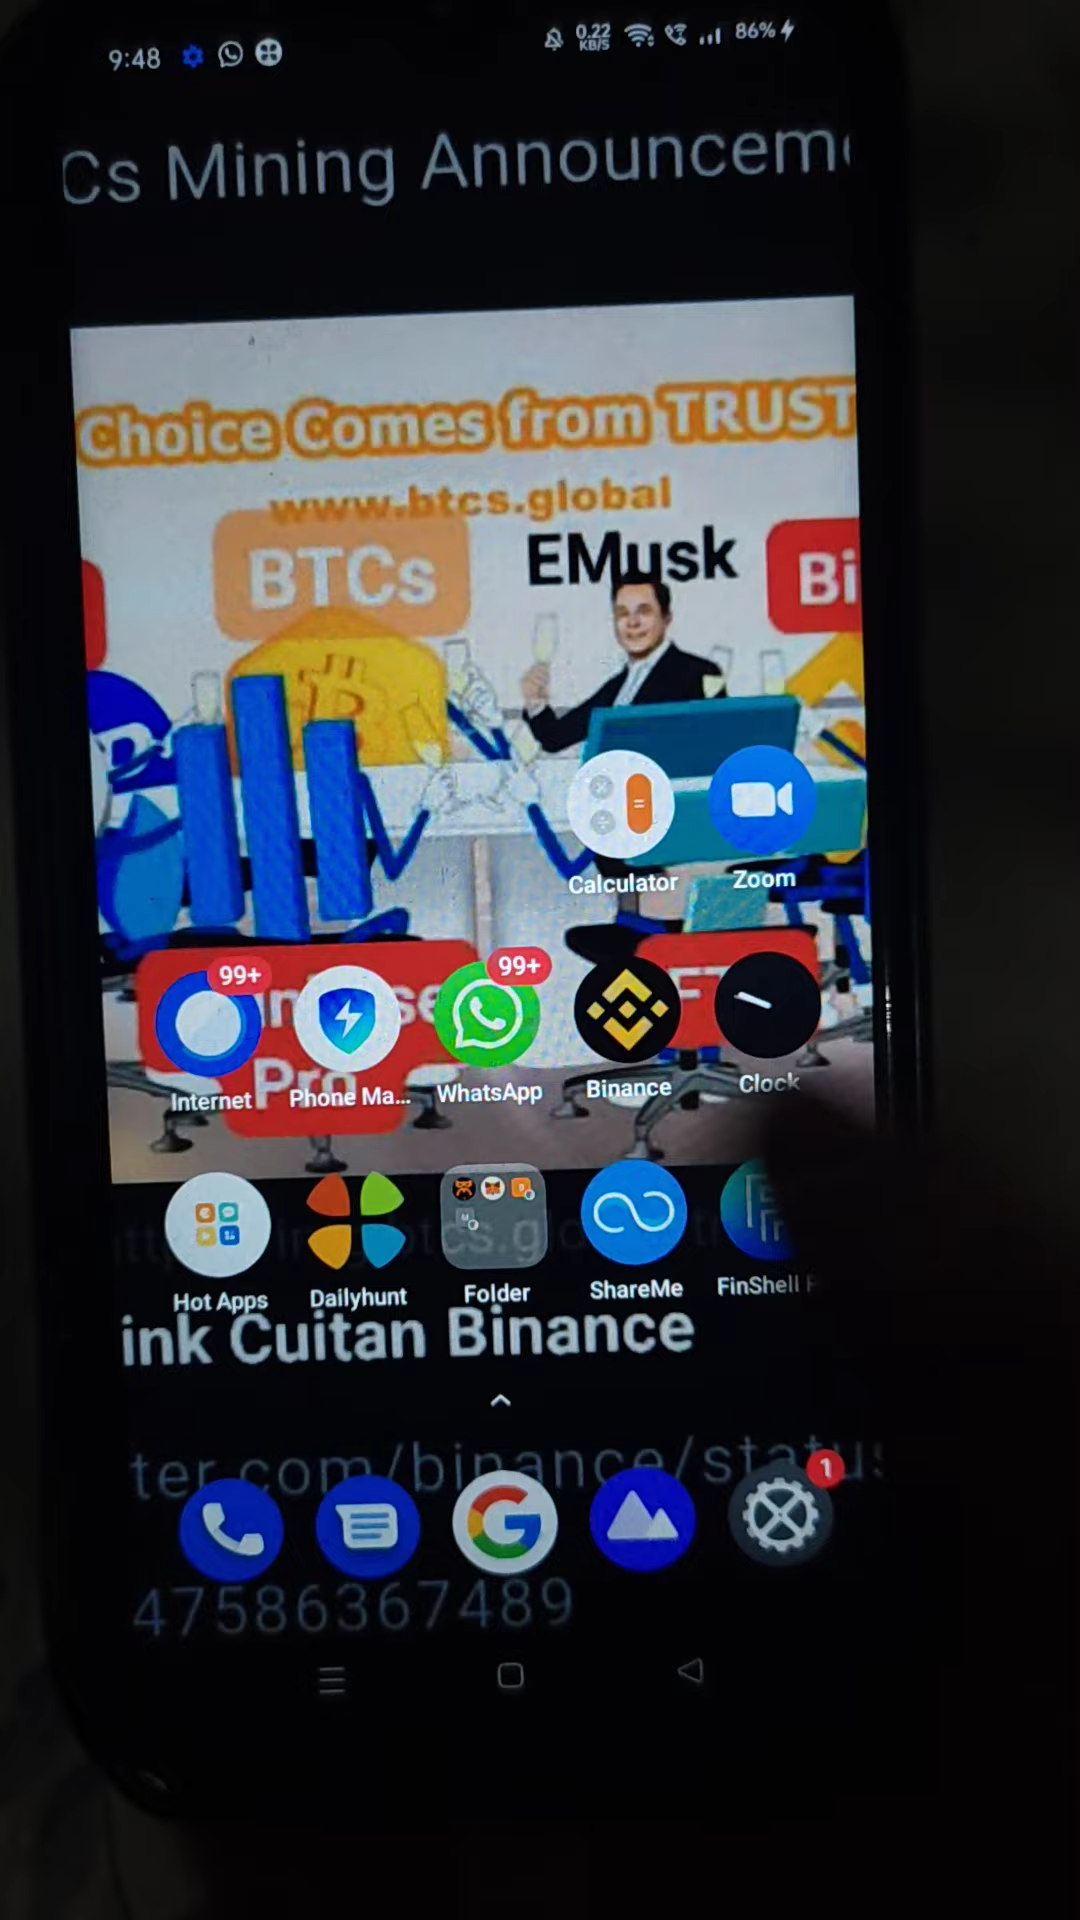 9:48 0.22 KB/S 86%
Cs Mining Announcem
Choice Comes from TRUST
www.btcs.global
BTCs EMusk Bi
Calculator Zoom
99+ 99+
Internet Phone Ma... WhatsApp Binance Clock
Pro
Hot Apps Dailyhunt Folder ShareMe FinShell
ink Cuitan Binance
ter.com/binance/status
1
47586367489